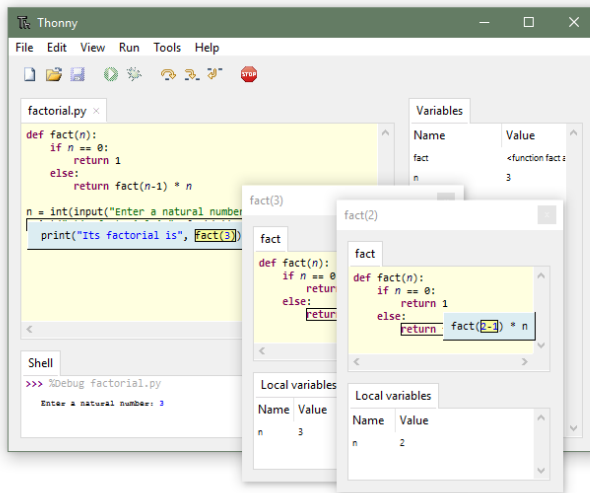 Thonny
File Edit View Run Tools Help
STOP
factorial.py
def fact(n):
if n == 0:
return 1
else:
return fact(n-1) * n
n = int(input("Enter a natural number
print("Its factorial is", fact(3))
Shell
>>> %Debug factorial.py
Enter a natural number: 3
Variables
Name Value
fact <function fact a
n 3
fact(3)
fact
def fact(n):
if n == 0
retur
else:
retur
Local variables
Name Value
n 3
fact(2)
fact
def fact(n):
if n == 0:
return 1
else:
return fact(2-1) * n
Local variables
Name Value
n 2